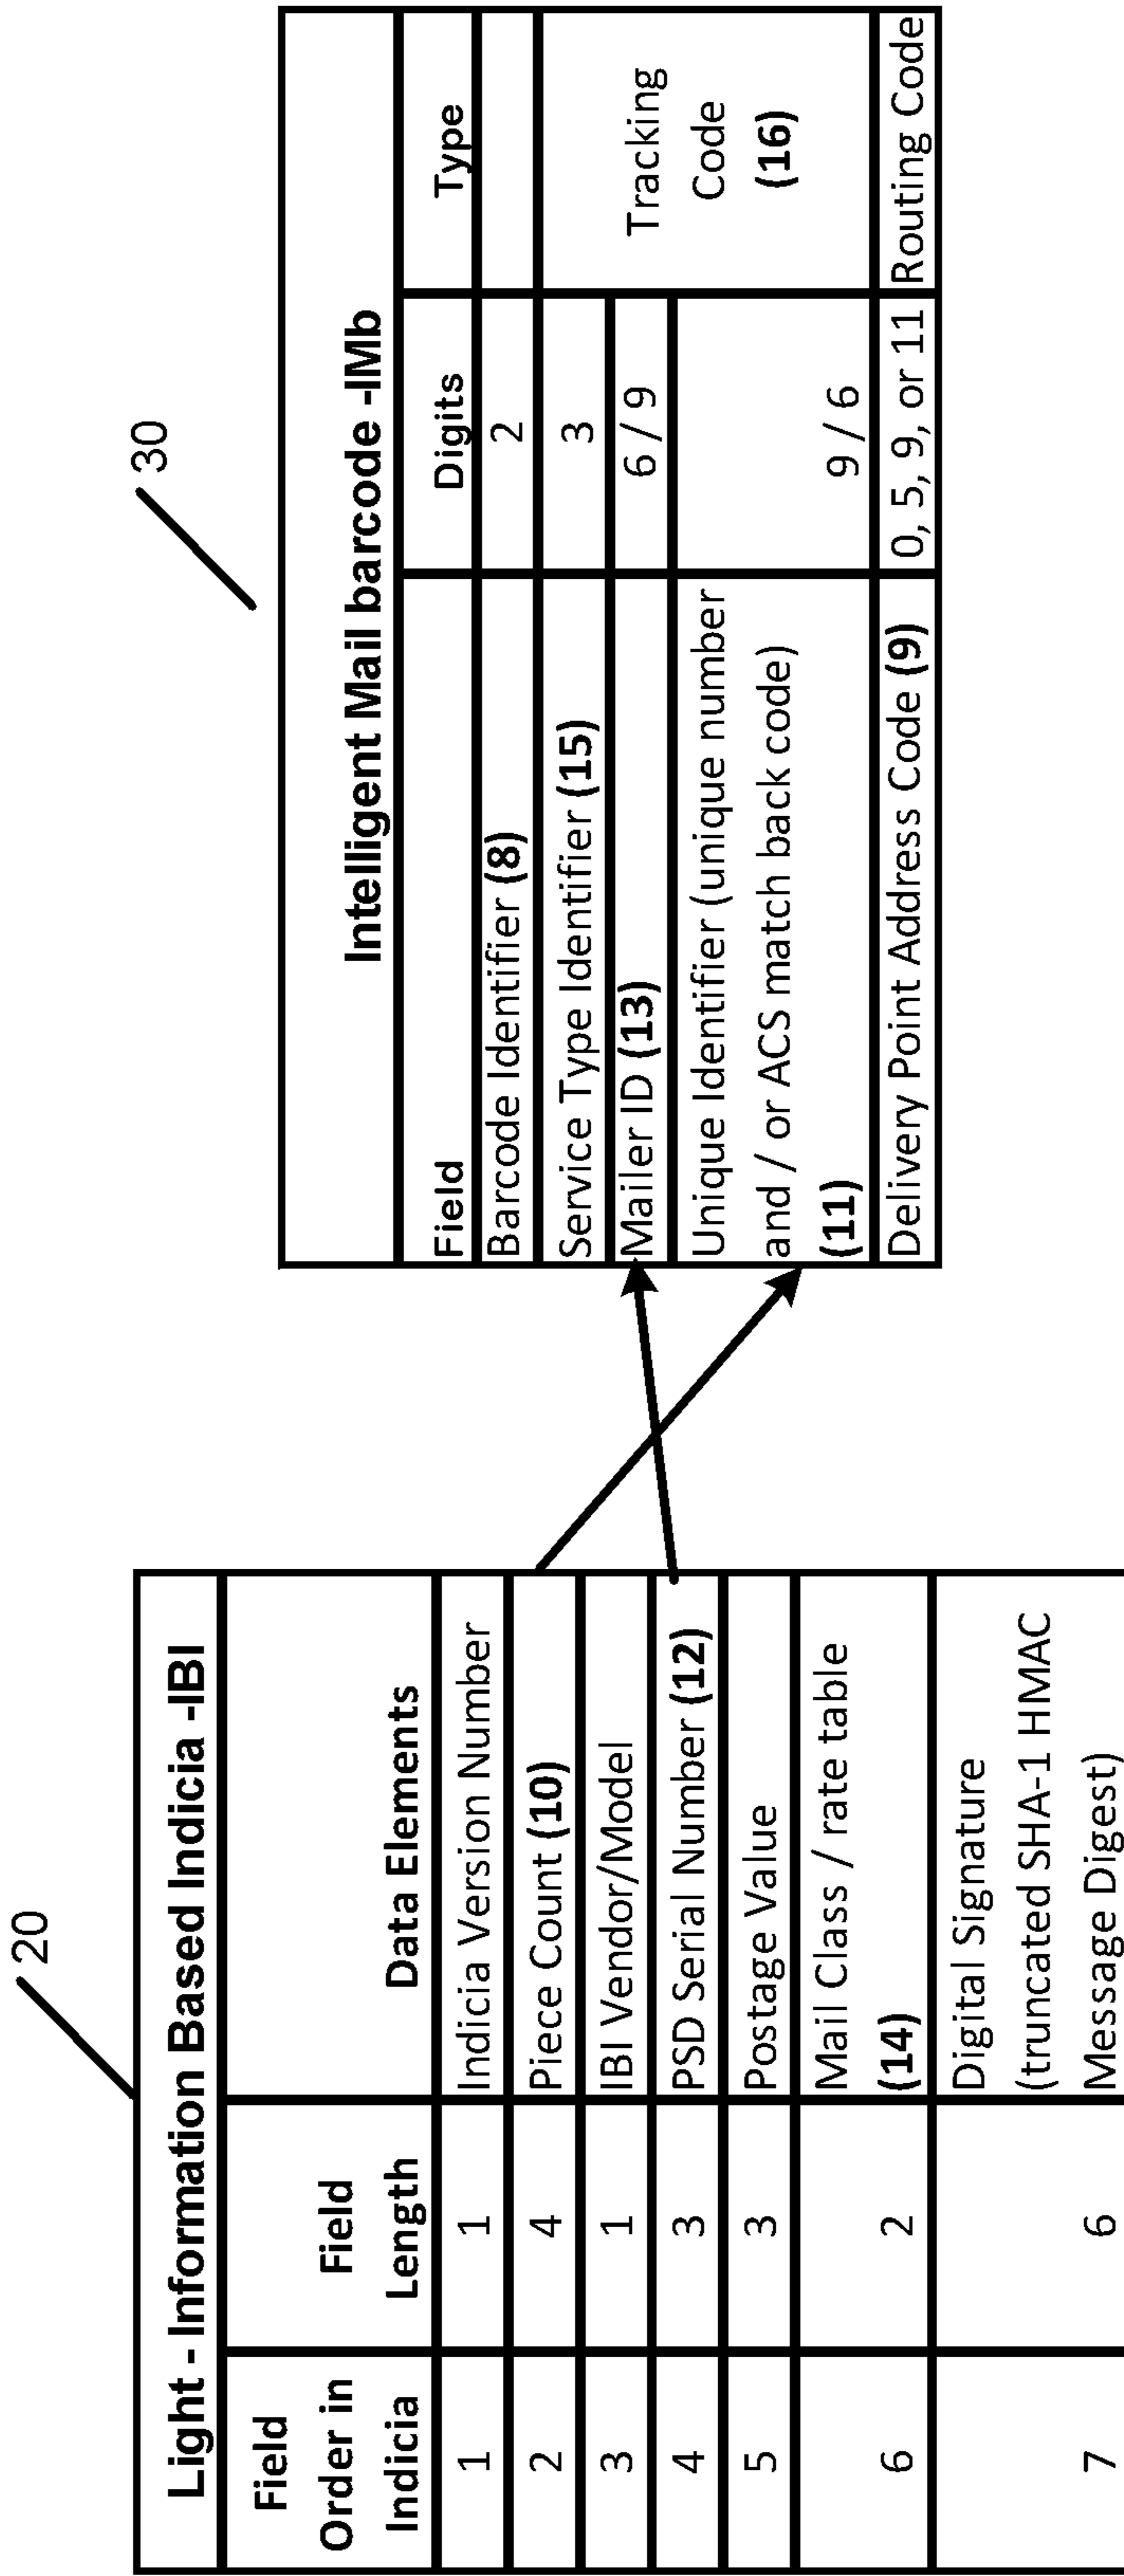 20
Light - Information Based Indicia -IBI
Field Order in Indicia Field Length Data Elements
1 1 Indicia Version Number
2 4 Piece Count (10)
3 1 IBI Vendor/Model
4 3 PSD Serial Number (12)
5 3 Postage Value
6 2 Mail Class / rate table
(14)
7 6 Digital Signature
(truncated SHA-1 HMAC
Message Digest)
30
Intelligent Mail barcode -IMb
Field Digits Type
Barcode Identifier (8) 2
Service Type Identifier (15) 3 Tracking Code (16)
Mailer ID (13) 6 / 9
Unique Identifier (unique number
and / or ACS match back code)
(11) 9 / 6
Delivery Point Address Code (9) 0, 5, 9, or 11 Routing Code